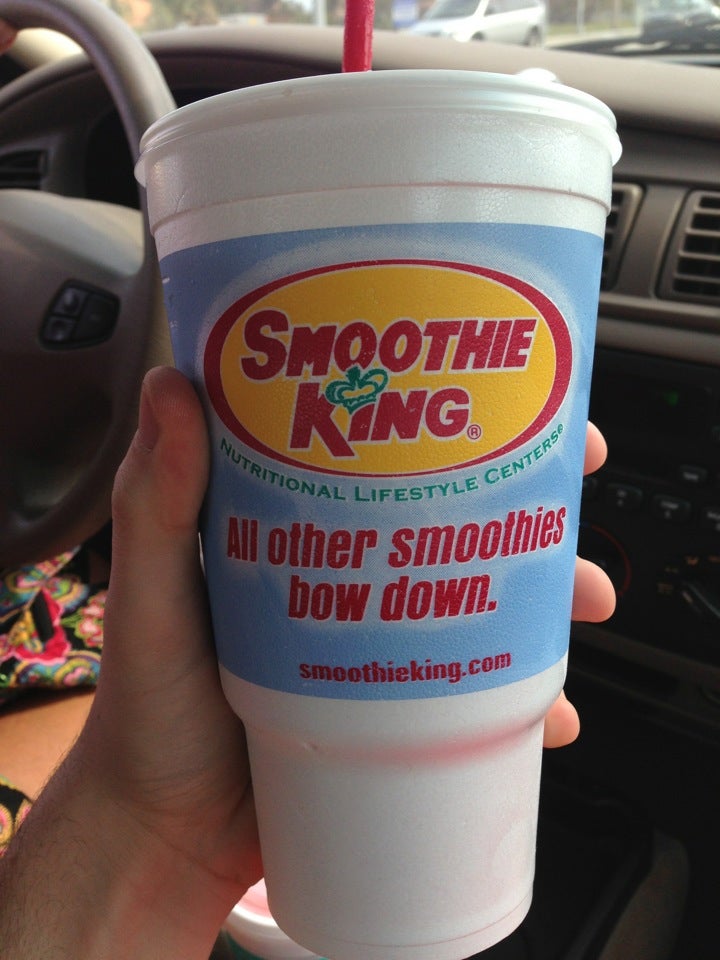 SMOOTHIE
KING®
NUTRITIONAL LIFESTYLE CENTERS®
All other smoothies
bow down.
smoothieking.com